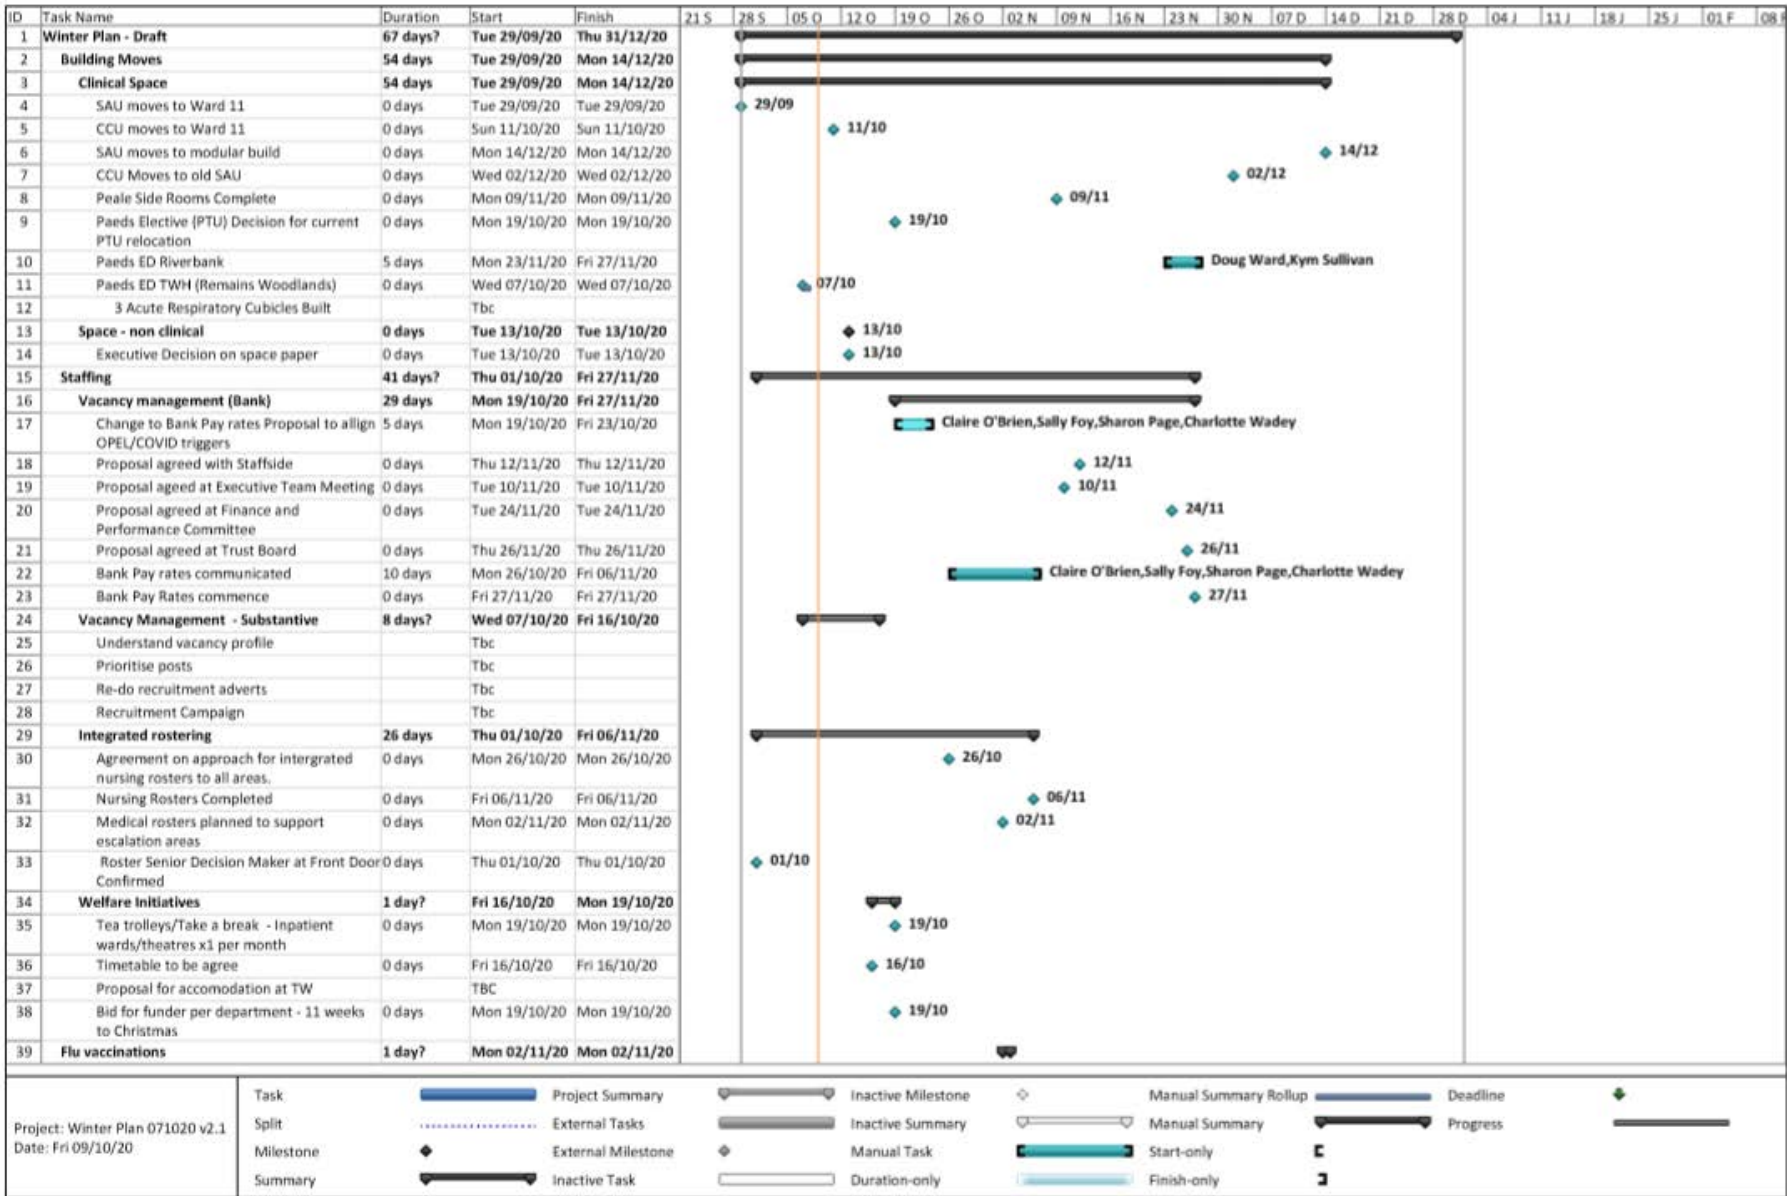 ID Task Name Duration Start Finish 21 S 28 S 05 O 12 O 19 O 26 O 02 N 09 N 16 N 23 N 30 N 07 D 14 D 21 D 28 D 04 J 11 J 18 J 25 J 01 F 08 F
1 Winter Plan - Draft 67 days? Tue 29/09/20 Thu 31/12/20
2 Building Moves 54 days Tue 29/09/20 Mon 14/12/20
3 Clinical Space 54 days Tue 29/09/20 Mon 14/12/20
4 SAU moves to Ward 11 0 days Tue 29/09/20 Tue 29/09/20 29/09
5 CCU moves to Ward 11 0 days Sun 11/10/20 Sun 11/10/20 11/10
6 SAU moves to modular build 0 days Mon 14/12/20 Mon 14/12/20 14/12
7 CCU Moves to old SAU 0 days Wed 02/12/20 Wed 02/12/20 02/12
8 Peale Side Rooms Complete 0 days Mon 09/11/20 Mon 09/11/20 09/11
9 Paeds Elective (PTU) Decision for current 0 days Mon 19/10/20 Mon 19/10/20 19/10
PTU relocation
10 Paeds ED Riverbank 5 days Mon 23/11/20 Fri 27/11/20 Doug Ward,Kym Sullivan
11 Paeds ED TWH (Remains Woodlands) 0 days Wed 07/10/20 Wed 07/10/20 07/10
12 3 Acute Respiratory Cubicles Built Tbc
13 Space - non clinical 0 days Tue 13/10/20 Tue 13/10/20 13/10
14 Executive Decision on space paper 0 days Tue 13/10/20 Tue 13/10/20 13/10
15 Staffing 41 days? Thu 01/10/20 Fri 27/11/20
16 Vacancy management (Bank) 29 days Mon 19/10/20 Fri 27/11/20
17 Change to Bank Pay rates Proposal to allign 5 days Mon 19/10/20 Fri 23/10/20 Claire O'Brien,Sally Foy,Sharon Page,Charlotte Wadey
OPEL/COVID triggers
18 Proposal agreed with Staffside 0 days Thu 12/11/20 Thu 12/11/20 12/11
19 Proposal ageed at Executive Team Meeting 0 days Tue 10/11/20 Tue 10/11/20 10/11
20 Proposal agreed at Finance and 0 days Tue 24/11/20 Tue 24/11/20 24/11
Performance Committee
21 Proposal agreed at Trust Board 0 days Thu 26/11/20 Thu 26/11/20 26/11
22 Bank Pay rates communicated 10 days Mon 26/10/20 Fri 06/11/20 Claire O'Brien,Sally Foy,Sharon Page,Charlotte Wadey
23 Bank Pay Rates commence 0 days Fri 27/11/20 Fri 27/11/20 27/11
24 Vacancy Management - Substantive 8 days? Wed 07/10/20 Fri 16/10/20
25 Understand vacancy profile Tbc
26 Prioritise posts Tbc
27 Re-do recruitment adverts Tbc
28 Recruitment Campaign Tbc
29 Integrated rostering 26 days Thu 01/10/20 Fri 06/11/20
30 Agreement on approach for intergrated 0 days Mon 26/10/20 Mon 26/10/20 26/10
nursing rosters to all areas.
31 Nursing Rosters Completed 0 days Fri 06/11/20 Fri 06/11/20 06/11
32 Medical rosters planned to support 0 days Mon 02/11/20 Mon 02/11/20 02/11
escalation areas
33 Roster Senior Decision Maker at Front Door 0 days Thu 01/10/20 Thu 01/10/20 01/10
Confirmed
34 Welfare Initiatives 1 day? Fri 16/10/20 Mon 19/10/20
35 Tea trolleys/Take a break - Inpatient 0 days Mon 19/10/20 Mon 19/10/20 19/10
wards/theatres x1 per month
36 Timetable to be agree 0 days Fri 16/10/20 Fri 16/10/20 16/10
37 Proposal for accomodation at TW TBC
38 Bid for funder per department - 11 weeks 0 days Mon 19/10/20 Mon 19/10/20 19/10
to Christmas
39 Flu vaccinations 1 day? Mon 02/11/20 Mon 02/11/20
Project: Winter Plan 071020 v2.1
Date: Fri 09/10/20
Task Project Summary Inactive Milestone Manual Summary Rollup Deadline
Split External Tasks Inactive Summary Manual Summary Progress
Milestone External Milestone Manual Task Start-only
Summary Inactive Task Duration-only Finish-only